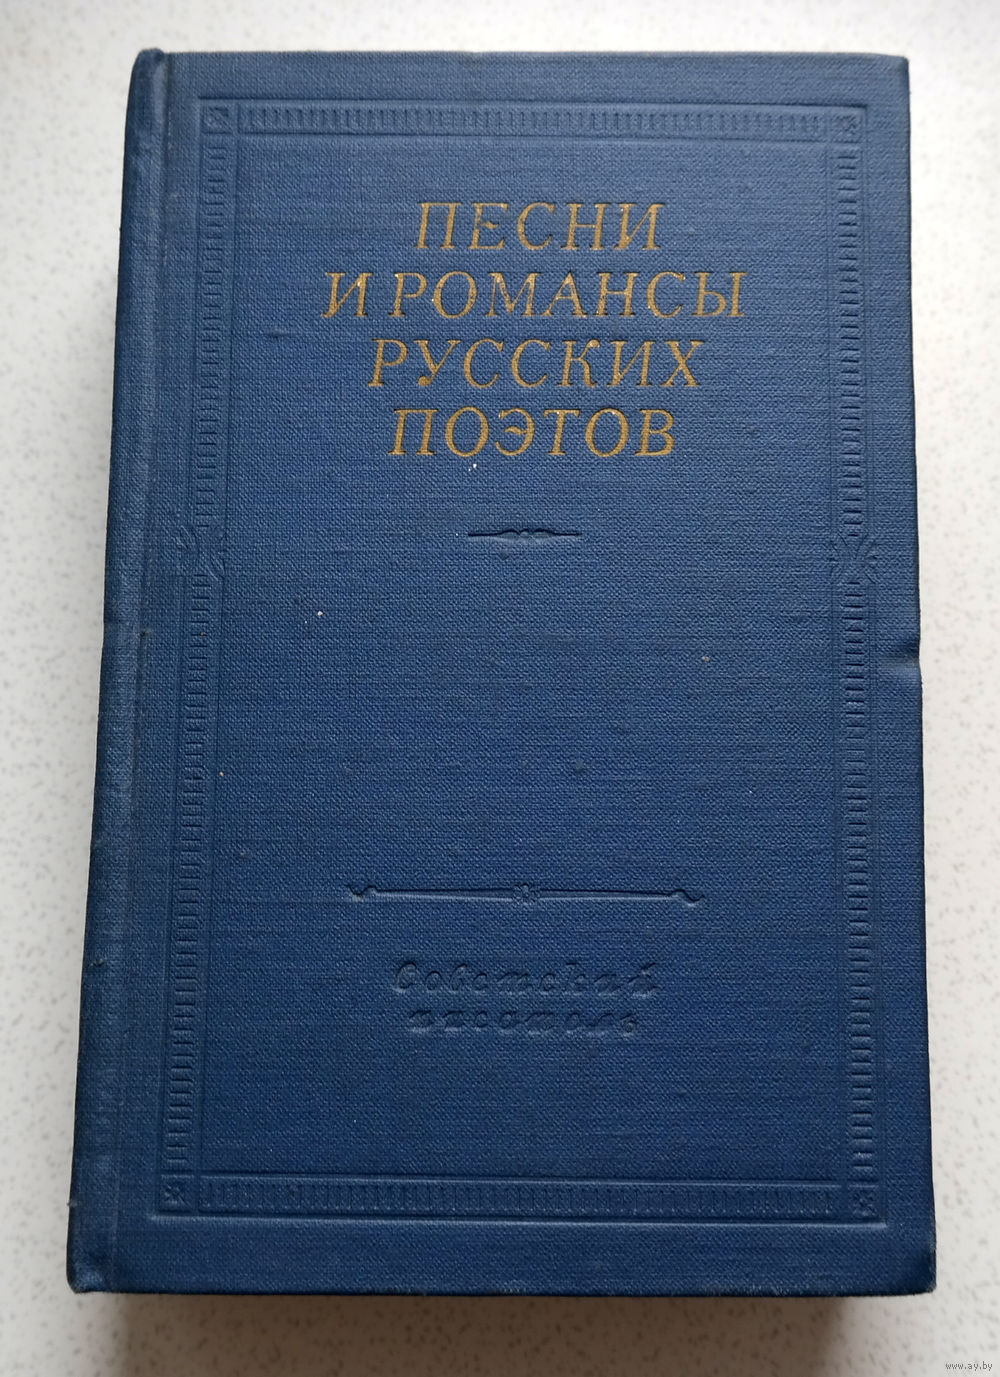 ПЕСНИ
И РОМАНСЫ
РУССКИХ
ПОЭТОВ
Советский
писатель
www.ay.by